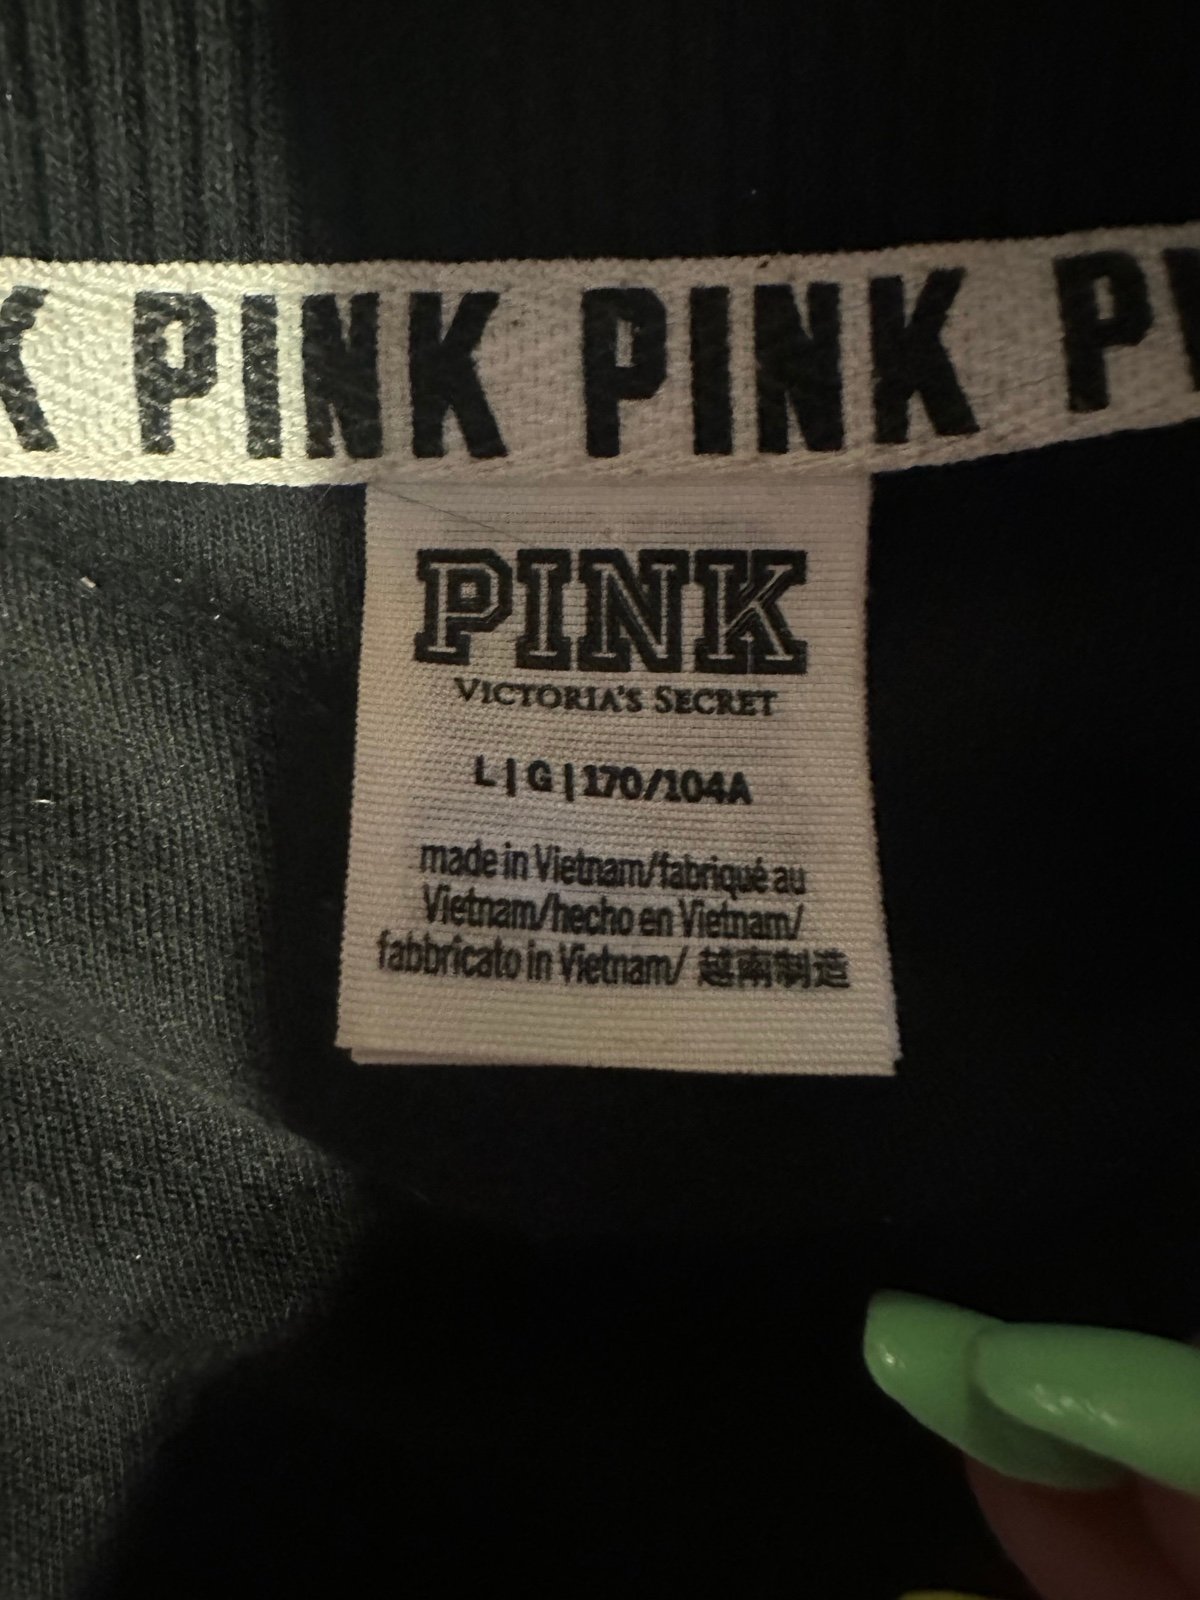 K PINK PINK P
PINK
VICTORIA'S SECRET
L | G | 170/104A
made in Vietnam/fabriqué au
Vietnam/hecho en Vietnam/
fabbricato in Vietnam/ 越南制造